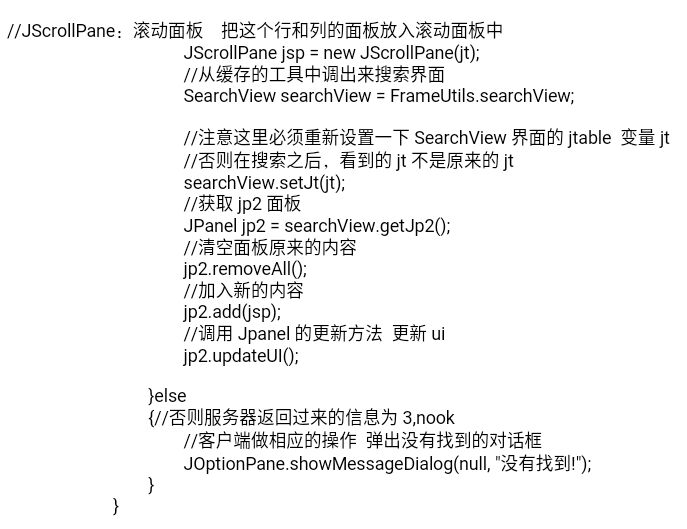 //JScrollPane：滚动面板    把这个行和列的面板放入滚动面板中
JScrollPane jsp = new JScrollPane(jt);
//从缓存的工具中调出来搜索界面
SearchView searchView = FrameUtils.searchView;
//注意这里必须重新设置一下 SearchView 界面的 jtable  变量 jt
//否则在搜索之后，看到的 jt 不是原来的 jt
searchView.setJt(jt);
//获取 jp2 面板
JPanel jp2 = searchView.getJp2();
//清空面板原来的内容
jp2.removeAll();
//加入新的内容
jp2.add(jsp);
//调用 Jpanel 的更新方法  更新 ui
jp2.updateUI();
}else
{//否则服务器返回过来的信息为 3,nook
//客户端做相应的操作  弹出没有找到的对话框
JOptionPane.showMessageDialog(null, "没有找到!");
}
}